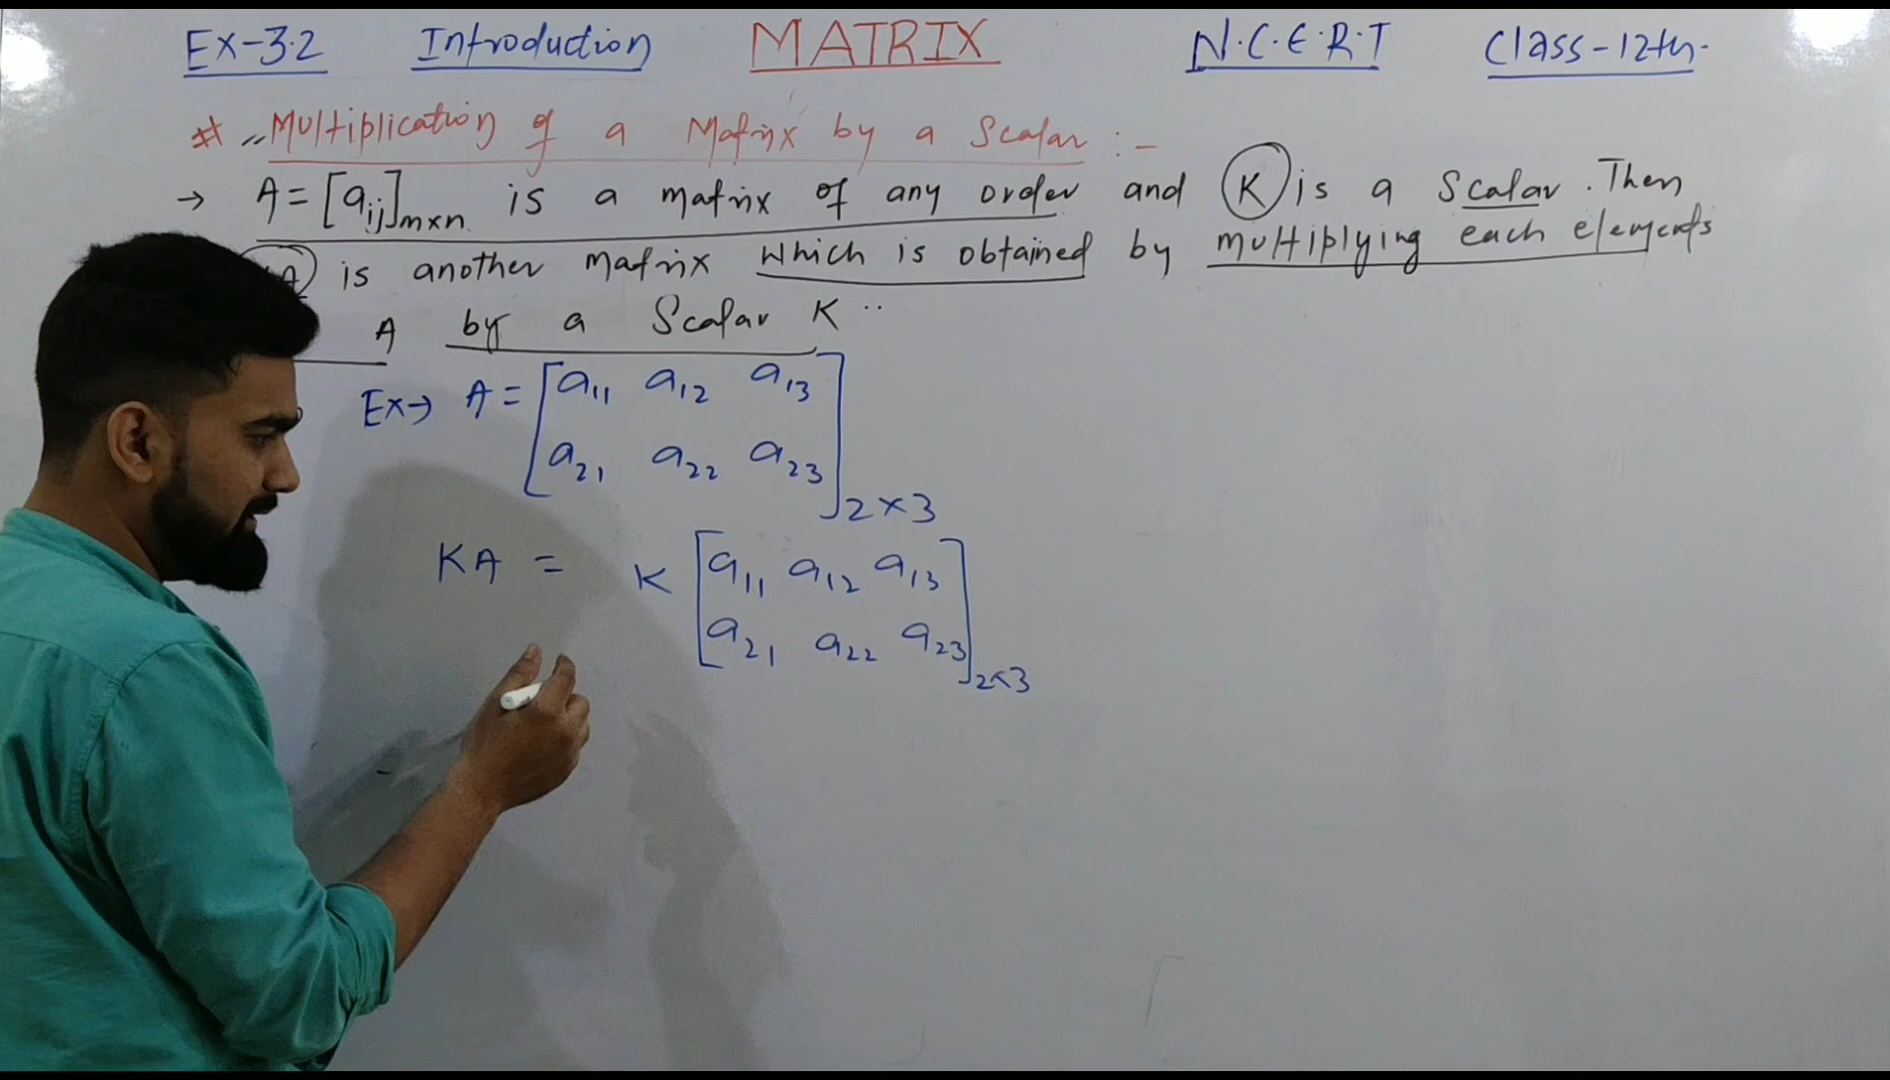 Ex-3.2 Introduction MATRIX N.C.E.R.T Class-12th.
# ,, Multiplication of a Matrix by a Scalar :-
→ A = [aij]m×n is a matrix of any order and K is a Scalar. Then
A is another matrix which is obtained by multiplying each elements
A by a Scalar K ..
Ex→ A = [a11 a12 a13
a21 a22 a23]2×3
KA = K [a11 a12 a13
a21 a22 a23]2×3